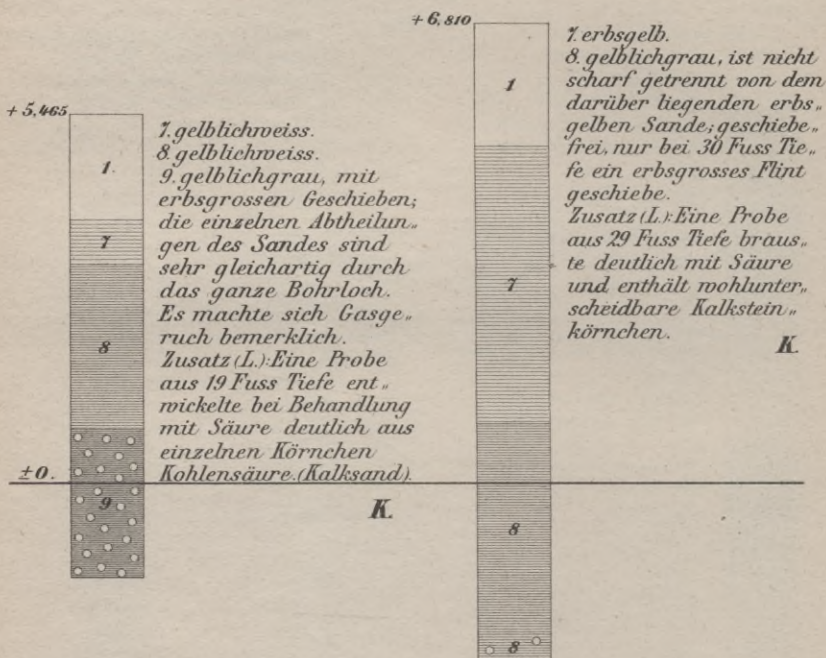 + 5,465
1.
7
8
9
±0.
7. gelblichweiss.
8. gelblichweiss.
9. gelblichgrau, mit
erbsgrossen Geschieben;
die einzelnen Abtheilun„
gen des Sandes sind
sehr gleichartig durch
das ganze Bohrloch.
Es machte sich Gasge„
ruch bemerklich.
Zusatz (L.): Eine Probe
aus 19 Fuss Tiefe ent„
wickelte bei Behandlung
mit Säure deutlich aus
einzelnen Körnchen
Kohlensäure. (Kalksand).
K.
+ 6,810
1
7
8
8
7. erbsgelb.
8. gelblichgrau, ist nicht
scharf getrennt von dem
darüber liegenden erbs„
gelben Sande; geschiebe„
frei, nur bei 30 Fuss Tie„
fe ein erbsgrosses Flint
geschiebe.
Zusatz (L.): Eine Probe
aus 29 Fuss Tiefe braus„
te deutlich mit Säure
und enthält wohlunter„
scheidbare Kalkstein„
körnchen.
K.